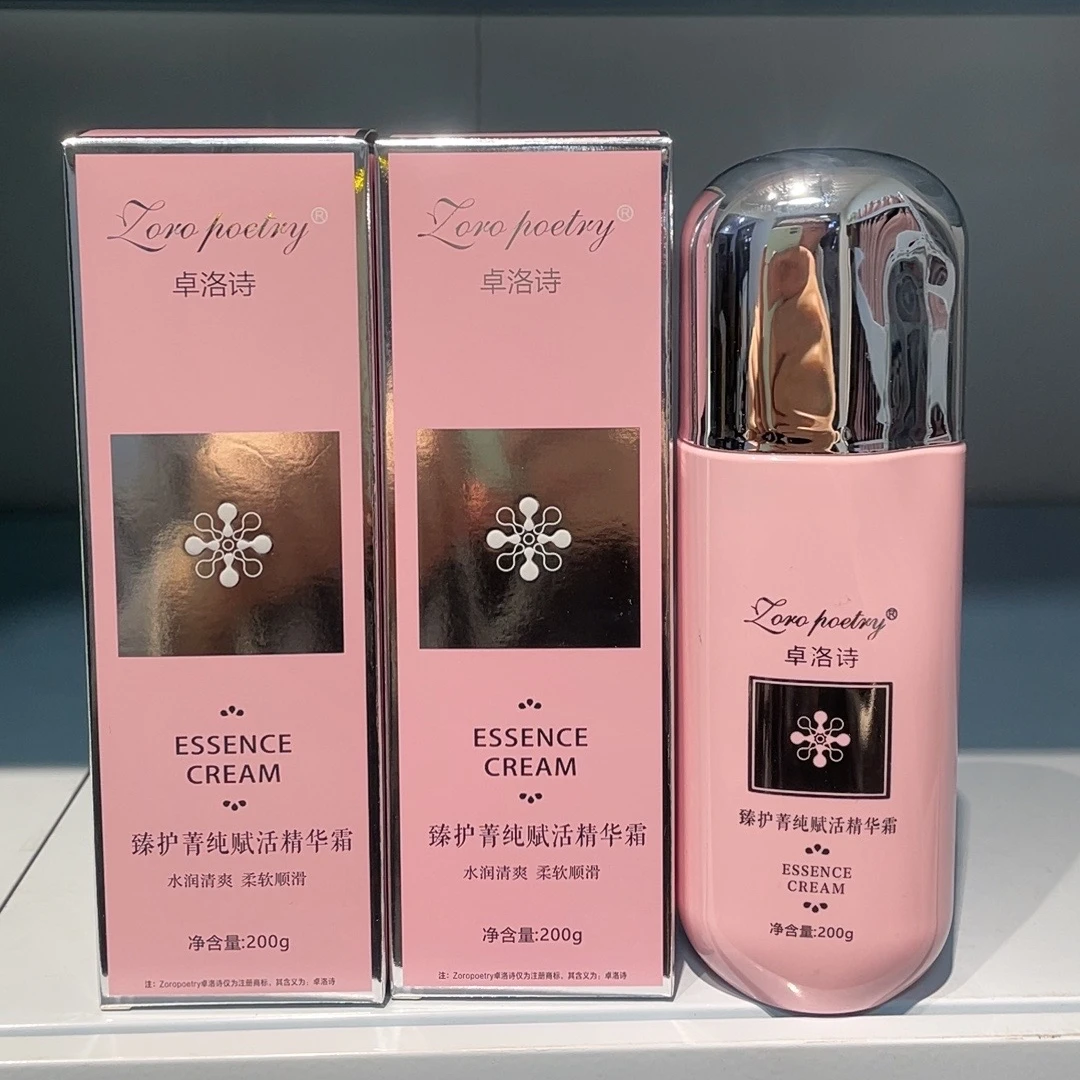 Zoro poetry®
卓洛诗
ESSENCE
CREAM
臻护菁纯赋活精华霜
水润清爽 柔软顺滑
净含量:200g
注：Zoropoetry卓洛诗仅为注册商标，其含义为：卓洛诗
Zoro poetry®
卓洛诗
ESSENCE
CREAM
臻护菁纯赋活精华霜
水润清爽 柔软顺滑
净含量:200g
注：Zoropoetry卓洛诗仅为注册商标，其含义为：卓洛诗
Zoro poetry®
卓洛诗
臻护菁纯赋活精华霜
ESSENCE
CREAM
净含量:200g